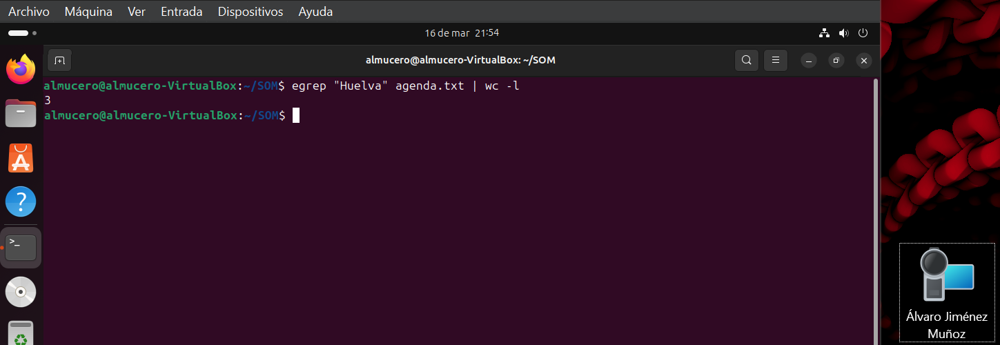 Archivo Máquina Ver Entrada Dispositivos Ayuda
16 de mar 21:54
almucero@almucero-VirtualBox: ~/SOM
almucero@almucero-VirtualBox:~/SOM$ egrep "Huelva" agenda.txt | wc -l
3
almucero@almucero-VirtualBox:~/SOM$
>_
Álvaro Jiménez
Muñoz